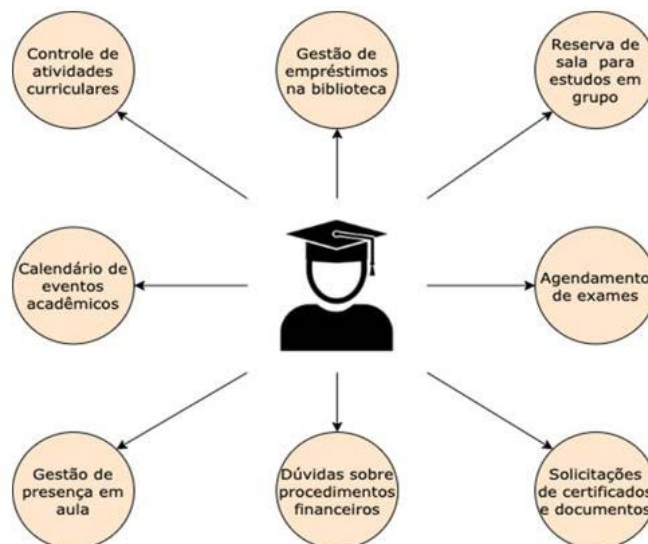 Controle de
atividades
curriculares
Gestão de
empréstimos
na biblioteca
Reserva de
sala para
estudos em
grupo
Calendário de
eventos
acadêmicos
Agendamento
de exames
Gestão de
presença em
aula
Dúvidas sobre
procedimentos
financeiros
Solicitações
de certificados
e documentos